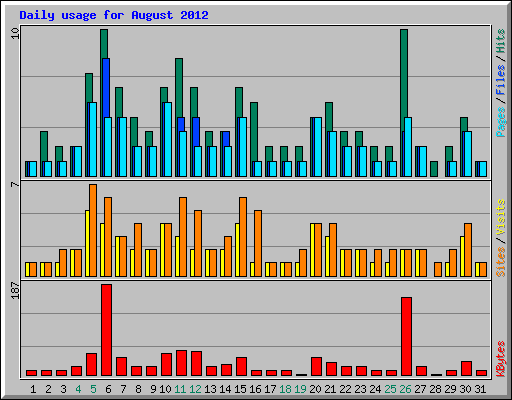 Daily usage for August 2012
10
Pages / Files / Hits
7
Sites / Visits
187
KBytes
1 2 3 4 5 6 7 8 9 10 11 12 13 14 15 16 17 18 19 20 21 22 23 24 25 26 27 28 29 30 31